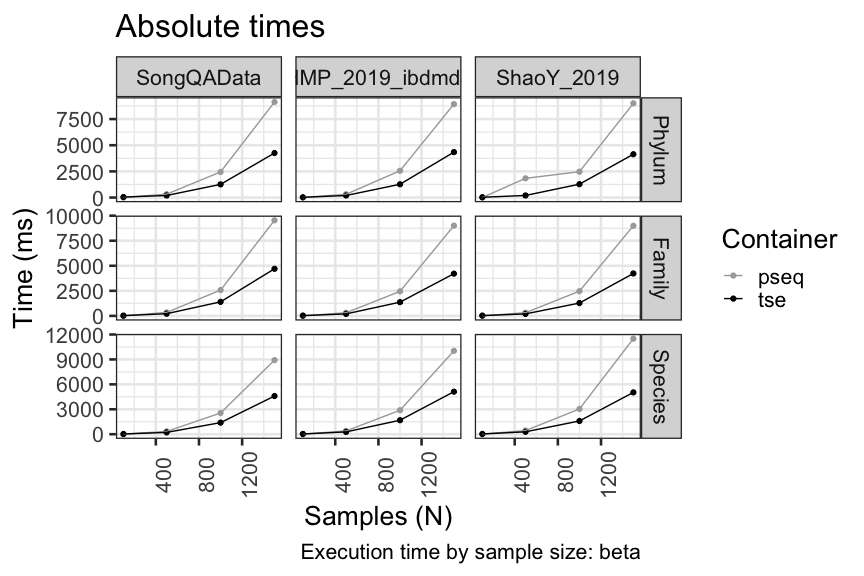 Absolute times
SongQAData
IMP_2019_ibdmd
ShaoY_2019
7500
5000
2500
0
Phylum
10000
7500
5000
2500
0
Family
12000
9000
6000
3000
0
Species
Time (ms)
400 800 1200
400 800 1200
400 800 1200
Samples (N)
Execution time by sample size: beta
Container
pseq
tse